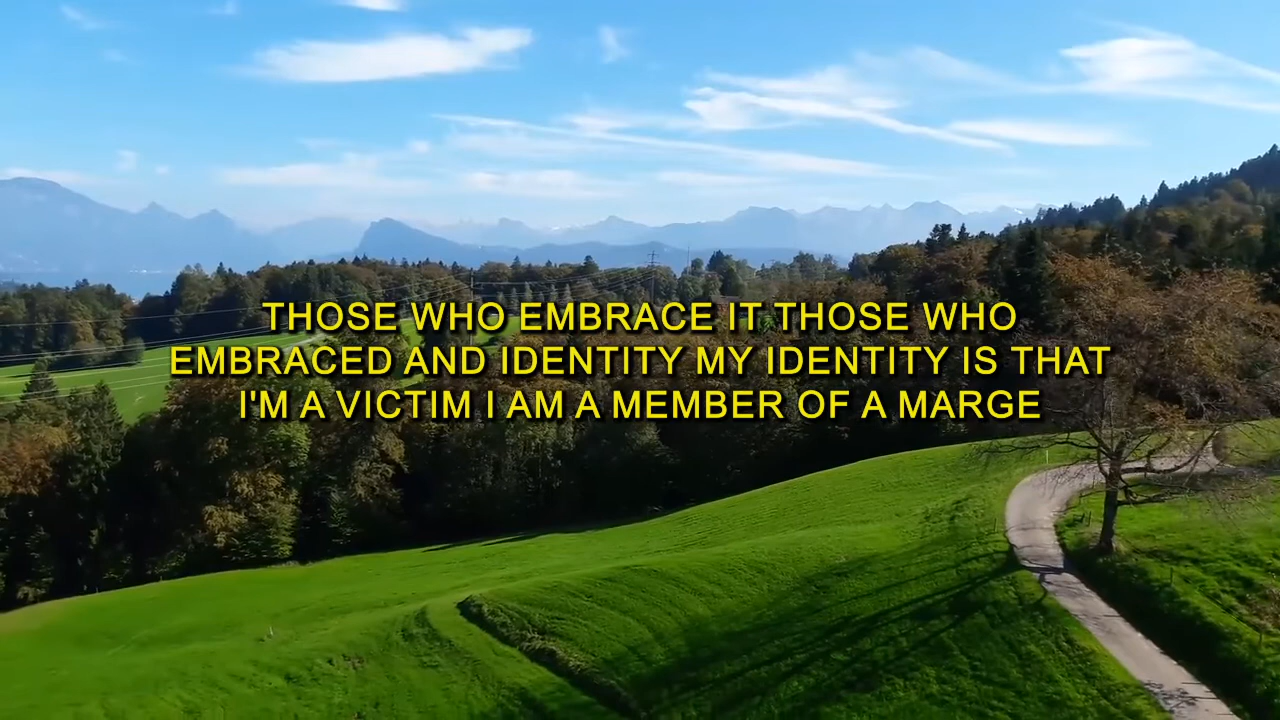 THOSE WHO EMBRACE IT THOSE WHO
EMBRACED AND IDENTITY MY IDENTITY IS THAT
I'M A VICTIM I AM A MEMBER OF A MARGE